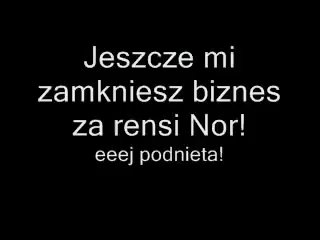 Jeszcze mi
zamkniesz biznes
za rensi Nor!
eeej podnieta!